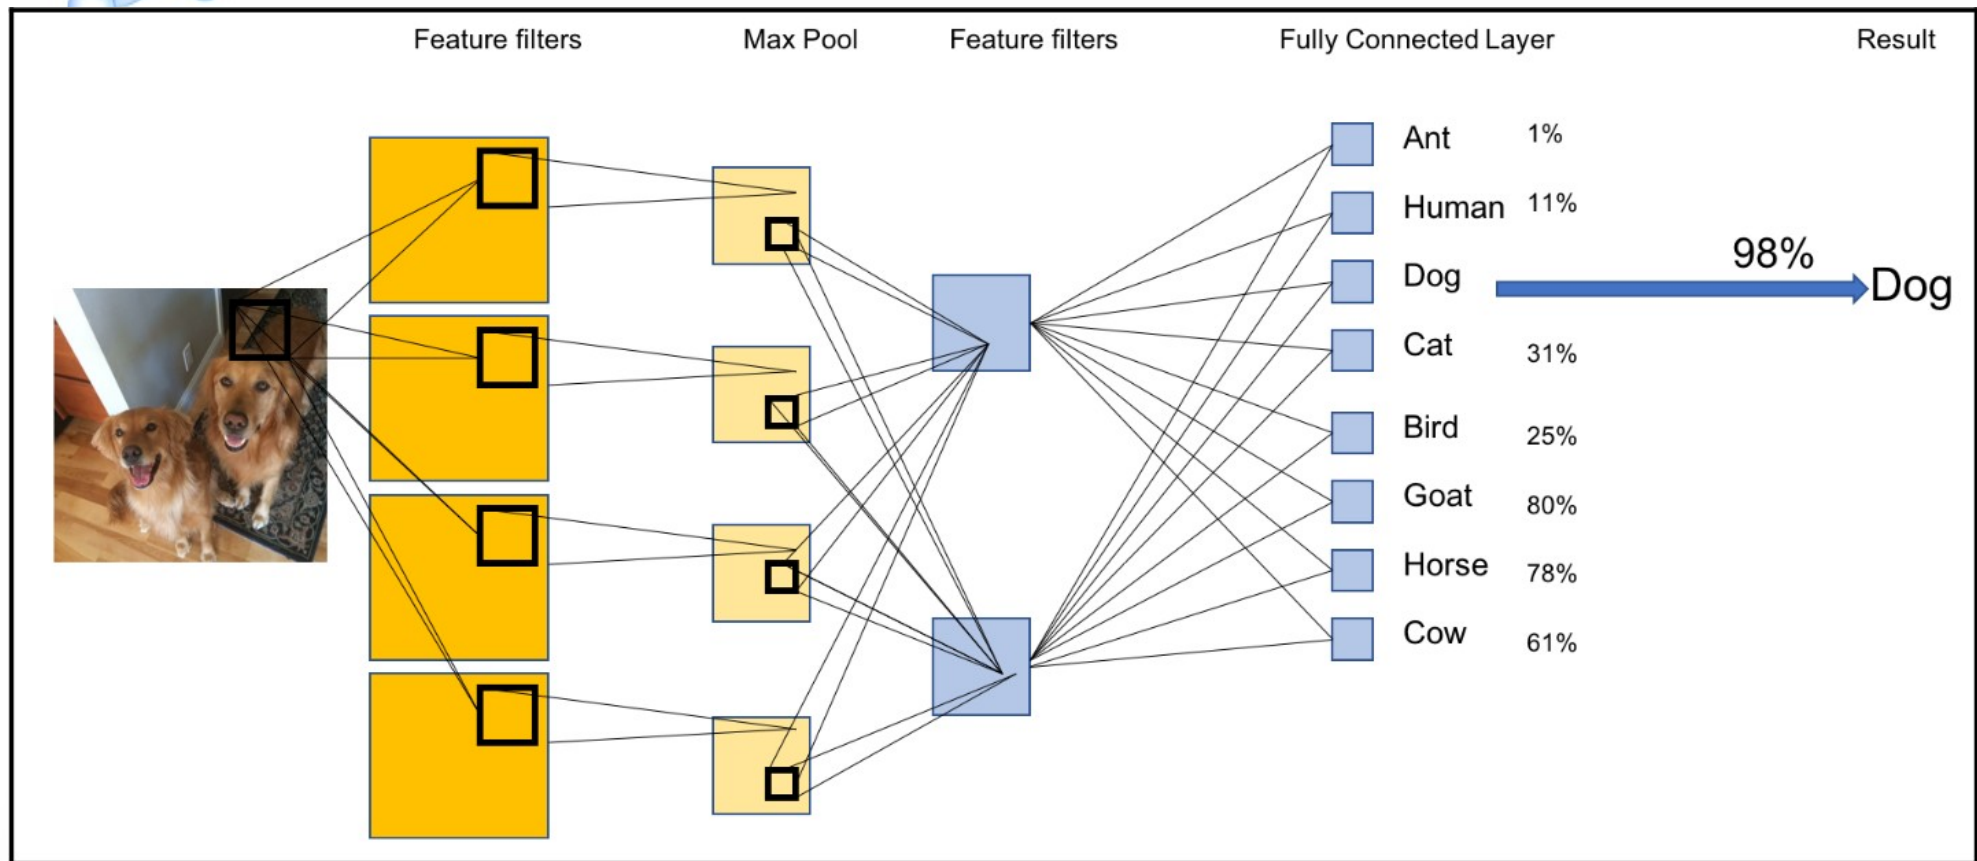 Feature filters Max Pool Feature filters Fully Connected Layer Result
Ant 1%
Human 11%
Dog 98% Dog
Cat 31%
Bird 25%
Goat 80%
Horse 78%
Cow 61%